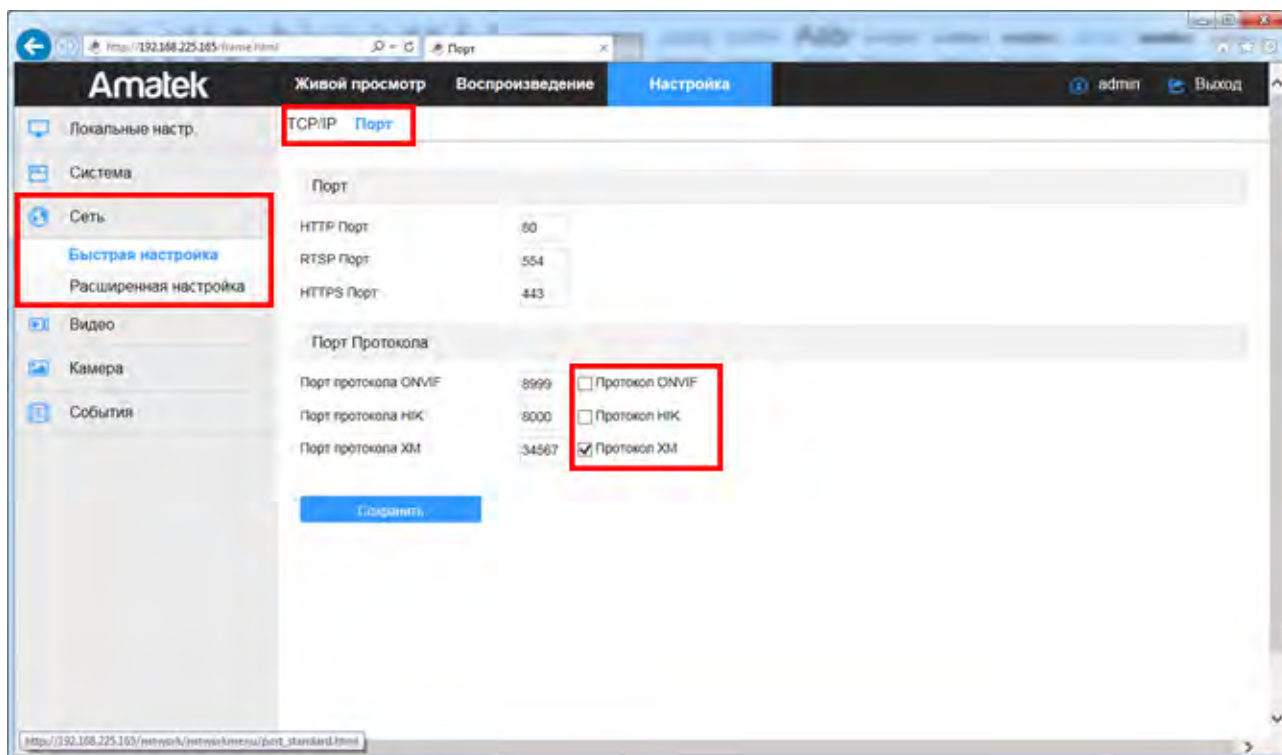 http://192.168.225.165/frame.html
Порт
Amatek
Живой просмотр
Воспроизведение
Настройка
admin
Выход
Локальные настр.
Система
Сеть
Быстрая настройка
Расширенная настройка
Видео
Камера
События
TCP/IP Порт
Порт
HTTP Порт 80
RTSP Порт 554
HTTPS Порт 443
Порт Протокола
Порт протокола ONVIF 8999 Протокол ONVIF
Порт протокола HIK 8000 Протокол HIK
Порт протокола XM 34567 Протокол XM
Сохранить
http://192.168.225.165/network/networkmenu/port_standard.html